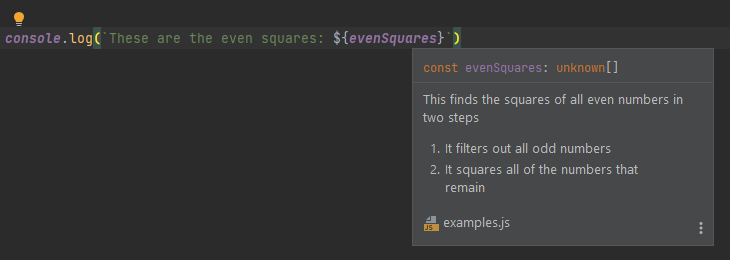 console.log(`These are the even squares: ${evenSquares}`)
const evenSquares: unknown[]
This finds the squares of all even numbers in
two steps
1. It filters out all odd numbers
2. It squares all of the numbers that
remain
JS
examples.js